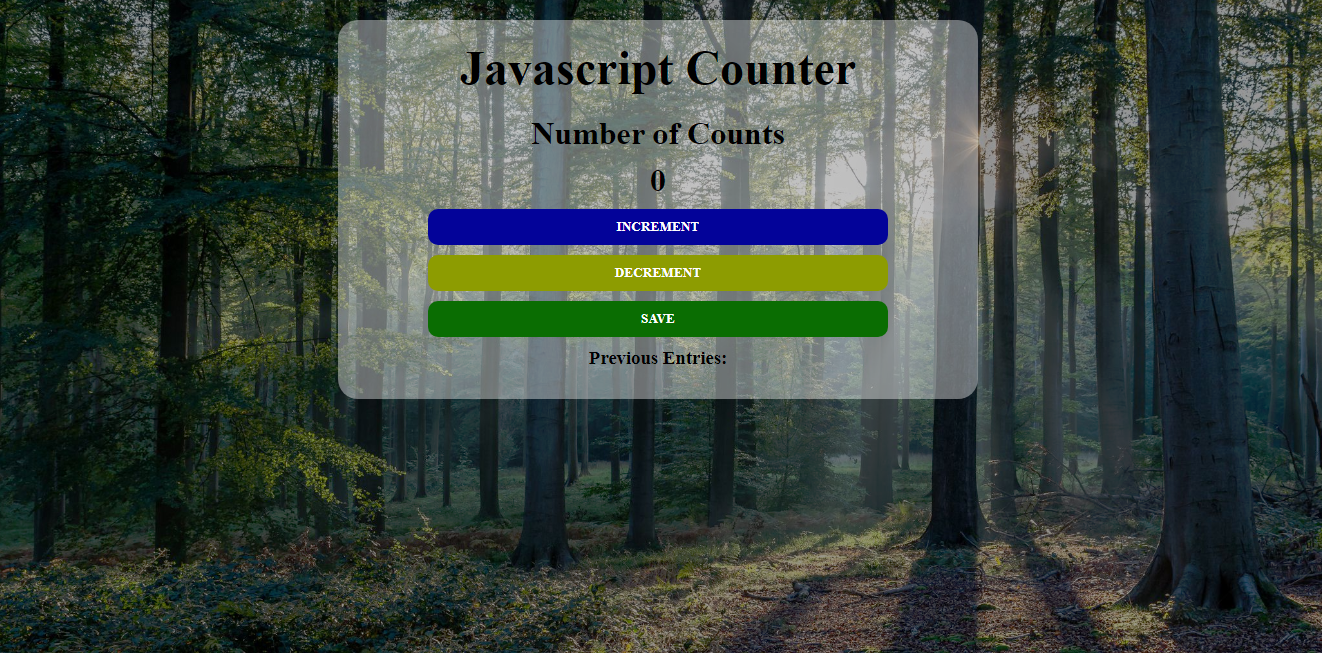 Javascript Counter
Number of Counts
0
INCREMENT
DECREMENT
SAVE
Previous Entries: